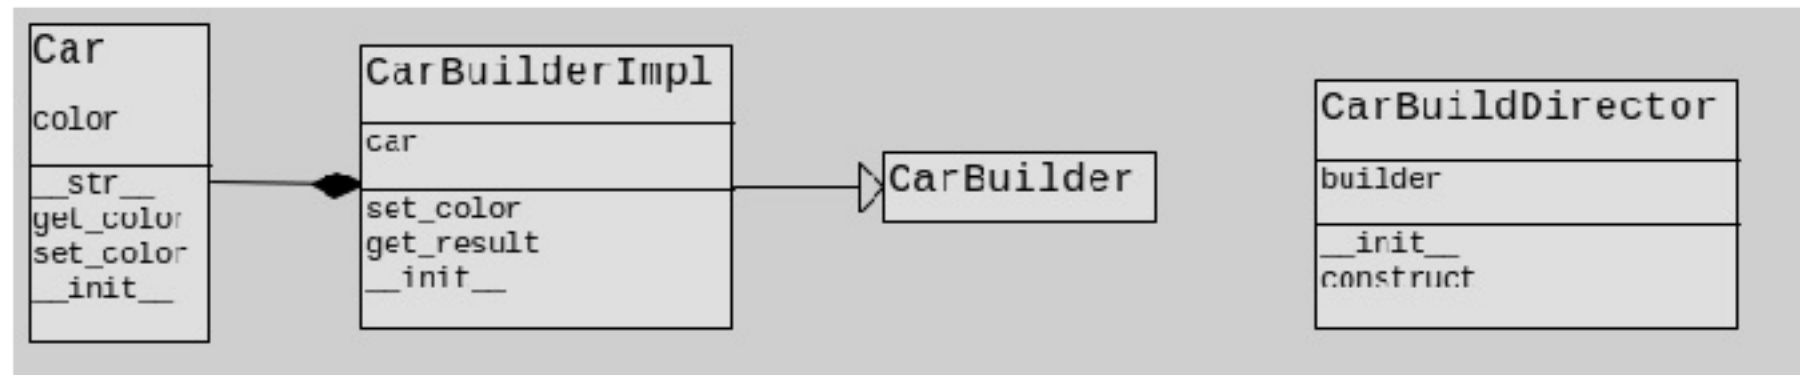 Car
color
__str__
get_color
set_color
__init__
CarBuilderImpl
car
set_color
get_result
__init__
CarBuilder
CarBuildDirector
builder
__init__
construct